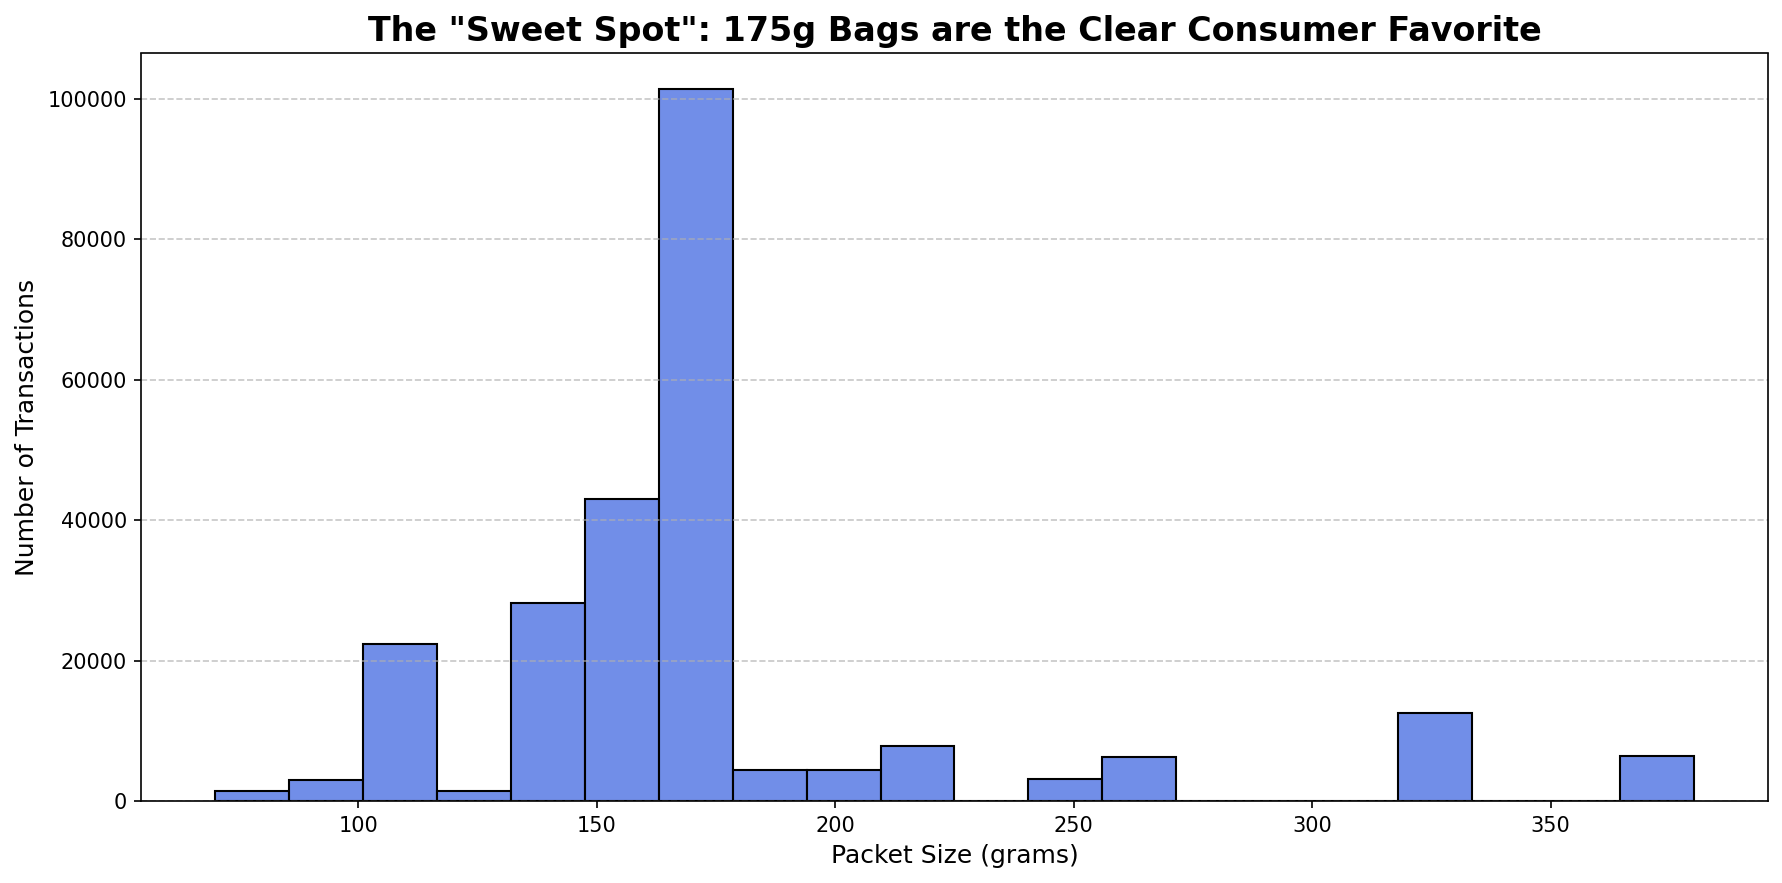 The "Sweet Spot": 175g Bags are the Clear Consumer Favorite
Number of Transactions
100000
80000
60000
40000
20000
0
100 150 200 250 300 350
Packet Size (grams)